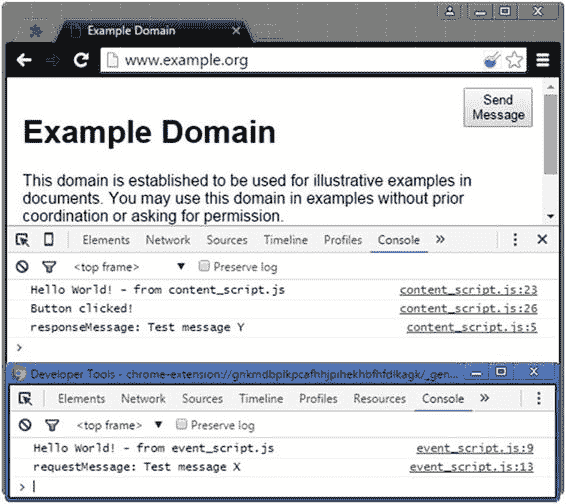 Example Domain
www.example.org
Send
Message
Example Domain
This domain is established to be used for illustrative examples in
documents. You may use this domain in examples without prior
coordination or asking for permission.
Elements Network Sources Timeline Profiles Console »
<top frame> ▼ Preserve log
Hello World! - from content_script.js content_script.js:23
Button clicked! content_script.js:26
responseMessage: Test message Y content_script.js:5
>
Developer Tools - chrome-extension://gnkmdbplkpcafhhjpihekhbfhfdlkagk/_gen...
Elements Network Sources Timeline Profiles Resources Console »
<top frame> ▼ Preserve log
Hello World! - from event_script.js event_script.js:9
requestMessage: Test message X event_script.js:13
>